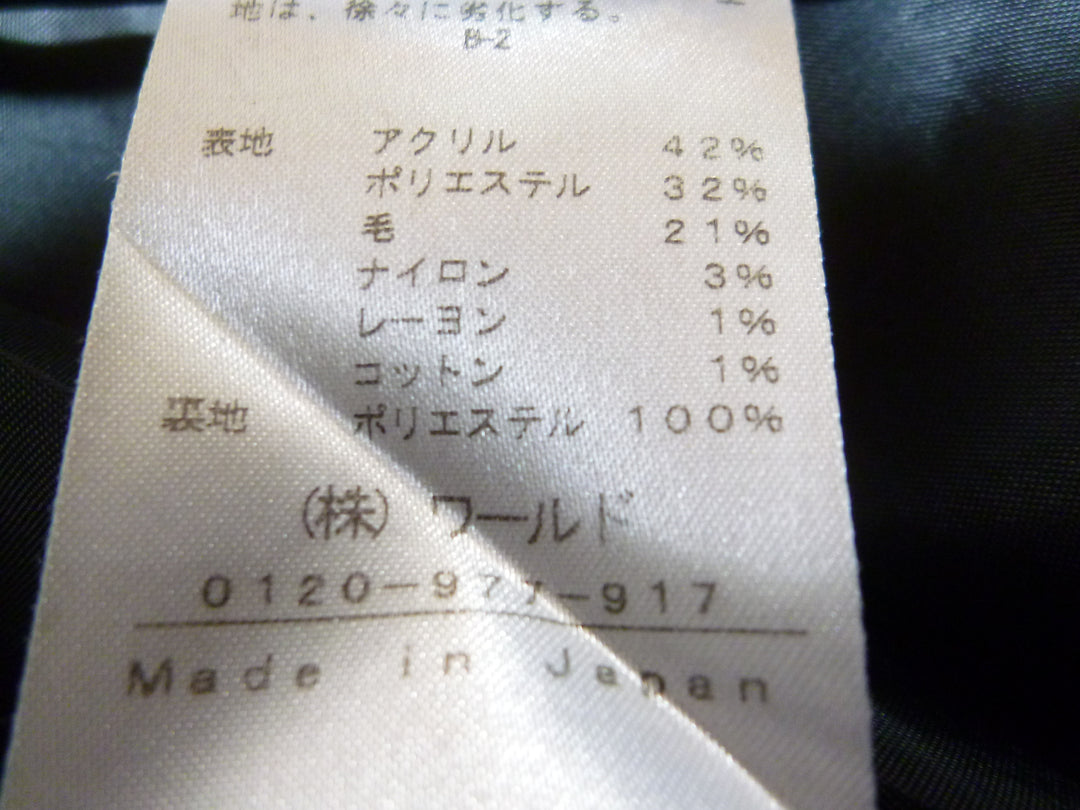 地は、徐々に劣化する。
B-2
表地 アクリル 42%
ポリエステル 32%
毛 21%
ナイロン 3%
レーヨン 1%
コットン 1%
裏地 ポリエステル 100%
(株) ワールド
0120-977-917
Made in Japan